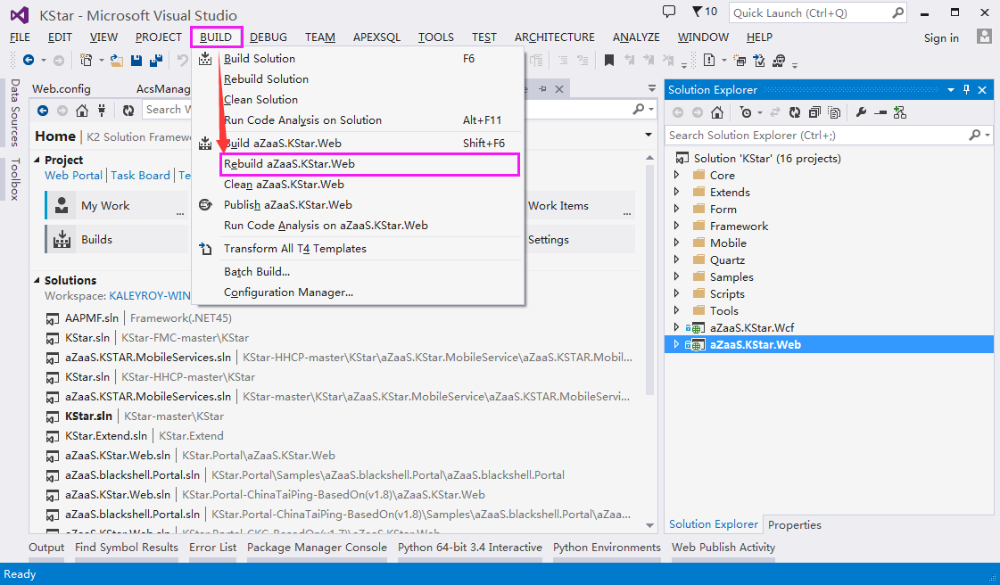 KStar - Microsoft Visual Studio
10
Quick Launch (Ctrl+Q)
FILE EDIT VIEW PROJECT BUILD DEBUG TEAM APEXSQL TOOLS TEST ARCHITECTURE ANALYZE WINDOW HELP
Sign in
Data Sources
Toolbox
Web.config
AcsManag
Search W
Home | K2 Solution Framew
Project
Web Portal | Task Board | Te
My Work
...
Builds
Work Items
...
Settings
Build Solution F6
Rebuild Solution
Clean Solution
Run Code Analysis on Solution Alt+F11
Build aZaaS.KStar.Web Shift+F6
Rebuild aZaaS.KStar.Web
Clean aZaaS.KStar.Web
Publish aZaaS.KStar.Web
Run Code Analysis on aZaaS.KStar.Web
Transform All T4 Templates
Batch Build...
Configuration Manager...
Solutions
Workspace: KALEYROY-WIN
AAPMF.sln | Framework(.NET45)
KStar.sln | KStar-FMC-master\KStar
aZaaS.KSTAR.MobileServices.sln | KStar-HHCP-master\KStar\aZaaS.KStar.MobileService\aZaaS.KSTAR.Mobil...
KStar.sln | KStar-HHCP-master\KStar
aZaaS.KSTAR.MobileServices.sln | KStar-master\KStar\aZaaS.KStar.MobileService\aZaaS.KSTAR.MobileServi...
KStar.sln | KStar-master\KStar
KStar.Extend.sln | KStar.Extend
aZaaS.KStar.Web.sln | KStar.Portal\aZaaS.KStar.Web
aZaaS.blackshell.Portal.sln | KStar.Portal\Samples\aZaaS.blackshell.Portal\aZaaS.blackshell.Portal
aZaaS.KStar.Web.sln | KStar.Portal-ChinaTaiPing-BasedOn(v1.8)\aZaaS.KStar.Web
aZaaS.blackshell.Portal.sln | KStar.Portal-ChinaTaiPing-BasedOn(v1.8)\Samples\aZaaS.blackshell.Portal\aZaa...
Solution Explorer
Search Solution Explorer (Ctrl+;)
Solution 'KStar' (16 projects)
Core
Extends
Form
Framework
Mobile
Quartz
Samples
Scripts
Tools
aZaaS.KStar.Wcf
aZaaS.KStar.Web
Solution Explorer Properties
Output Find Symbol Results Error List Package Manager Console Python 64-bit 3.4 Interactive Python Environments Web Publish Activity
Ready